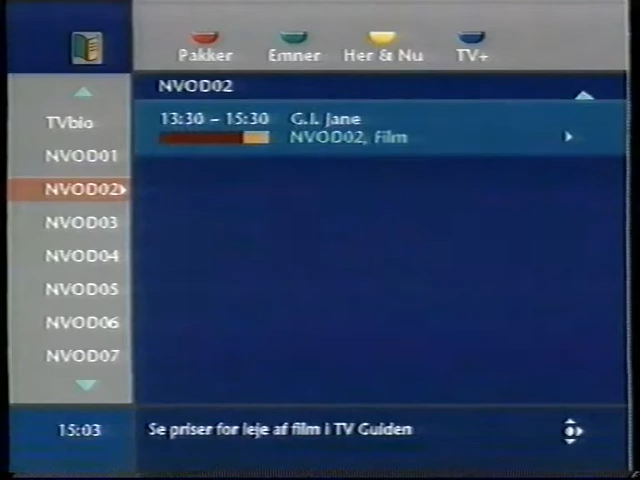 Pakker Emner Her & Nu TV+
NVOD02
TVbio
NVOD01
NVOD02
NVOD03
NVOD04
NVOD05
NVOD06
NVOD07
13:30 – 15:30 G.I. Jane
NVOD02, Film
15:03
Se priser for leje af film i TV Guiden